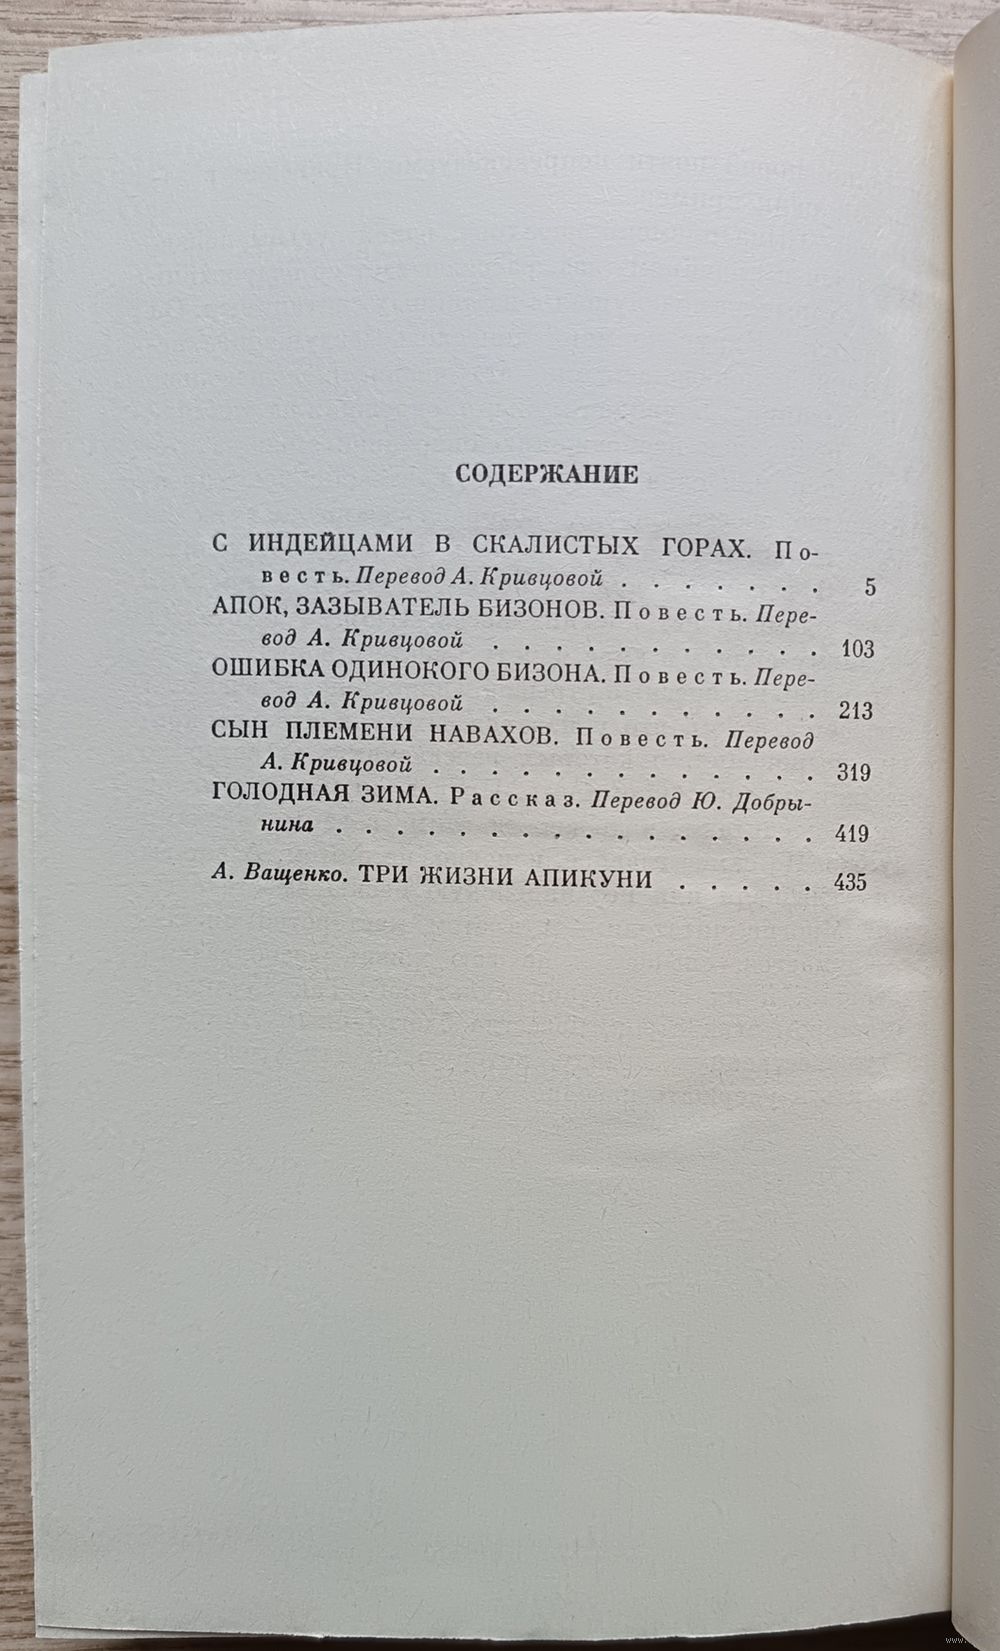 СОДЕРЖАНИЕ
С ИНДЕЙЦАМИ В СКАЛИСТЫХ ГОРАХ. По-
весть. Перевод А. Кривцовой . . . . . . . 5
АПОК, ЗАЗЫВАТЕЛЬ БИЗОНОВ. Повесть. Пере-
вод А. Кривцовой . . . . . . . . . . . 103
ОШИБКА ОДИНОКОГО БИЗОНА. Повесть. Пере-
вод А. Кривцовой . . . . . . . . . . . 213
СЫН ПЛЕМЕНИ НАВАХОВ. Повесть. Перевод
А. Кривцовой . . . . . . . . . . . . . 319
ГОЛОДНАЯ ЗИМА. Рассказ. Перевод Ю. Добры-
нина . . . . . . . . . . . . . . . . 419
А. Ващенко. ТРИ ЖИЗНИ АПИКУНИ . . . . . 435